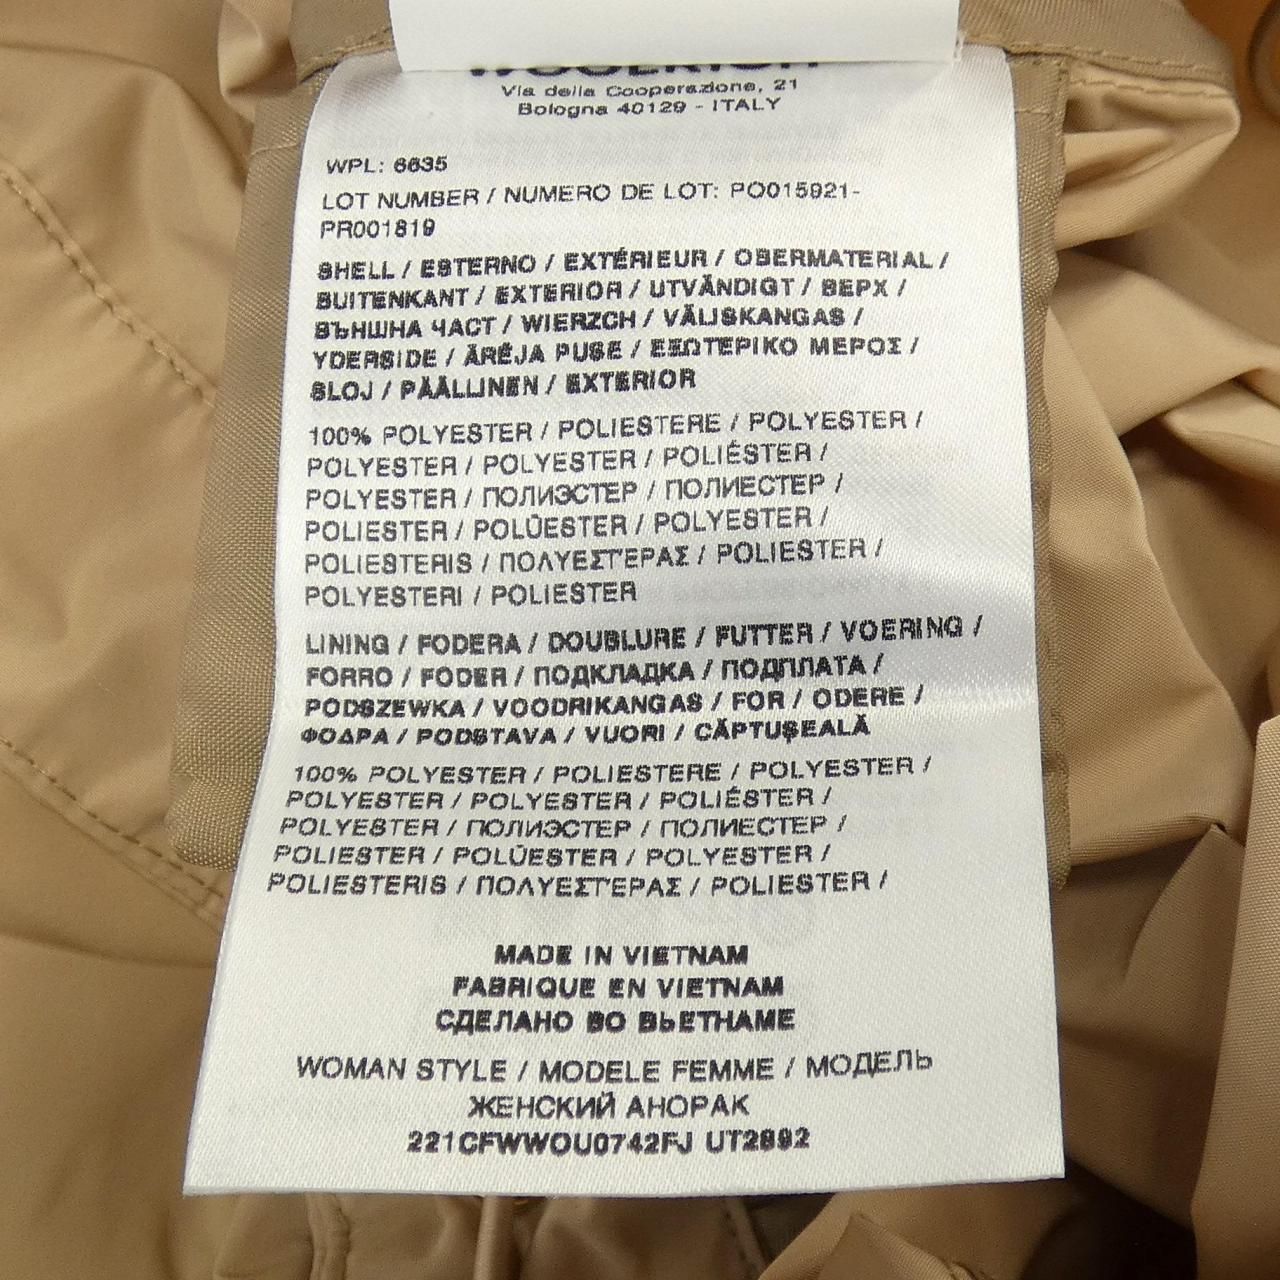 WOOLRICH
Via della Cooperazione, 21
Bologna 40129 - ITALY
WPL: 6635
LOT NUMBER / NUMERO DE LOT: PO015921-
PR001819
SHELL / ESTERNO / EXTÉRIEUR / OBERMATERIAL /
BUITENKANT / EXTERIOR / UTVÄNDIGT / ВЕРХ /
ВЪНШНА ЧАСТ / WIERZCH / VÄLISKANGAS /
YDERSIDE / ĀRĒJA PUSE / ΕΞΩΤΕΡΙΚΟ ΜΕΡΟΣ /
SLOJ / PÄÄLLINEN / EXTERIOR
100% POLYESTER / POLIESTERE / POLYESTER /
POLYESTER / POLYESTER / POLIÉSTER /
POLYESTER / ПОЛИЭСТЕР / ПОЛИЕСТЕР /
POLIESTER / POLÜESTER / POLYESTER /
POLIESTERIS / ΠΟΛΥΕΣΤΕΡΑΣ / POLIESTER /
POLYESTERI / POLIESTER
LINING / FODERA / DOUBLURE / FUTTER / VOERING /
FORRO / FODER / ПОДКЛАДКА / ПОДПЛАТА /
PODSZEWKA / VOODRIKANGAS / FOR / ODERE /
ΦΟΔΡΑ / PODSTAVA / VUORI / CĂPTUȘEALĂ
100% POLYESTER / POLIESTERE / POLYESTER /
POLYESTER / POLYESTER / POLIÉSTER /
POLYESTER / ПОЛИЭСТЕР / ПОЛИЕСТЕР /
POLIESTER / POLÜESTER / POLYESTER /
POLIESTERIS / ΠΟΛΥΕΣΤΕΡΑΣ / POLIESTER /
MADE IN VIETNAM
FABRIQUE EN VIETNAM
СДЕЛАНО ВО ВЬЕТНАМЕ
WOMAN STYLE / MODELE FEMME / МОДЕЛЬ
ЖЕНСКИЙ АНОРАК
221CFWWOU0742FJ UT2892